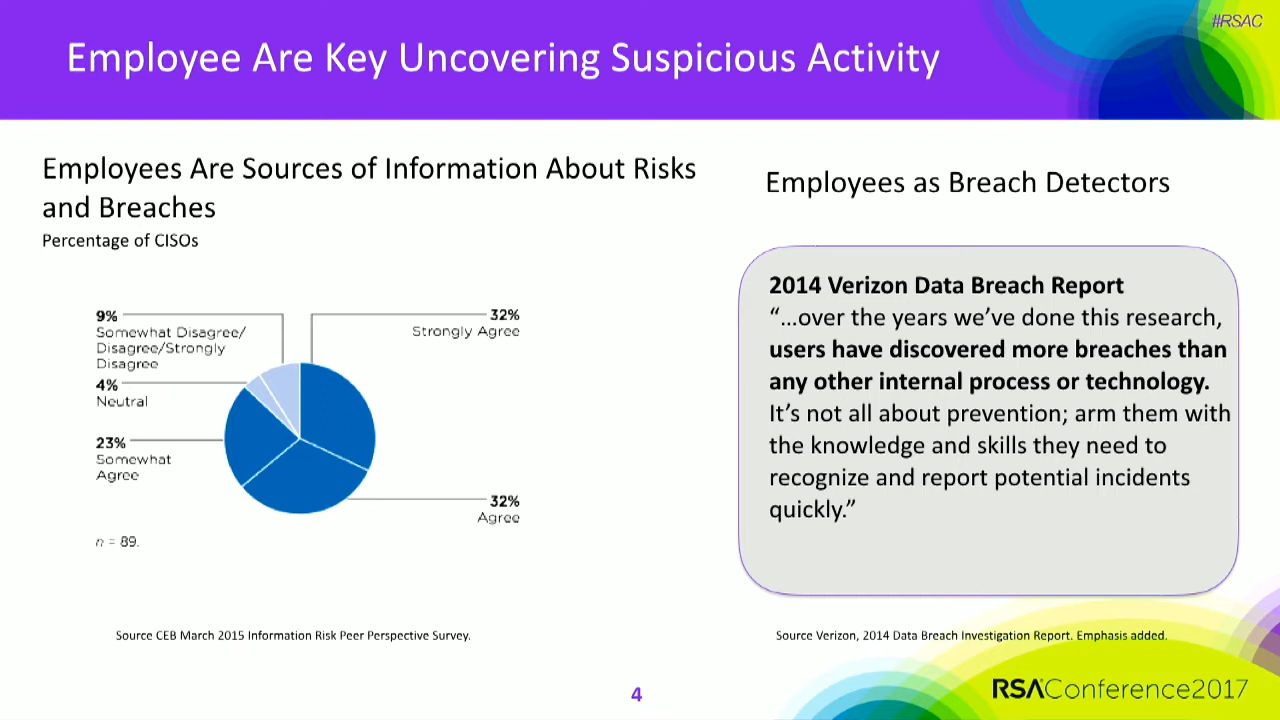 #RSAC
Employee Are Key Uncovering Suspicious Activity
Employees Are Sources of Information About Risks
and Breaches
Percentage of CISOs
9%
Somewhat Disagree/
Disagree/Strongly
Disagree
4%
Neutral
23%
Somewhat
Agree
32%
Strongly Agree
32%
Agree
n = 89.
Source CEB March 2015 Information Risk Peer Perspective Survey.
Employees as Breach Detectors
2014 Verizon Data Breach Report
“…over the years we’ve done this research,
users have discovered more breaches than
any other internal process or technology.
It’s not all about prevention; arm them with
the knowledge and skills they need to
recognize and report potential incidents
quickly.”
Source Verizon, 2014 Data Breach Investigation Report. Emphasis added.
4
RSAConference2017